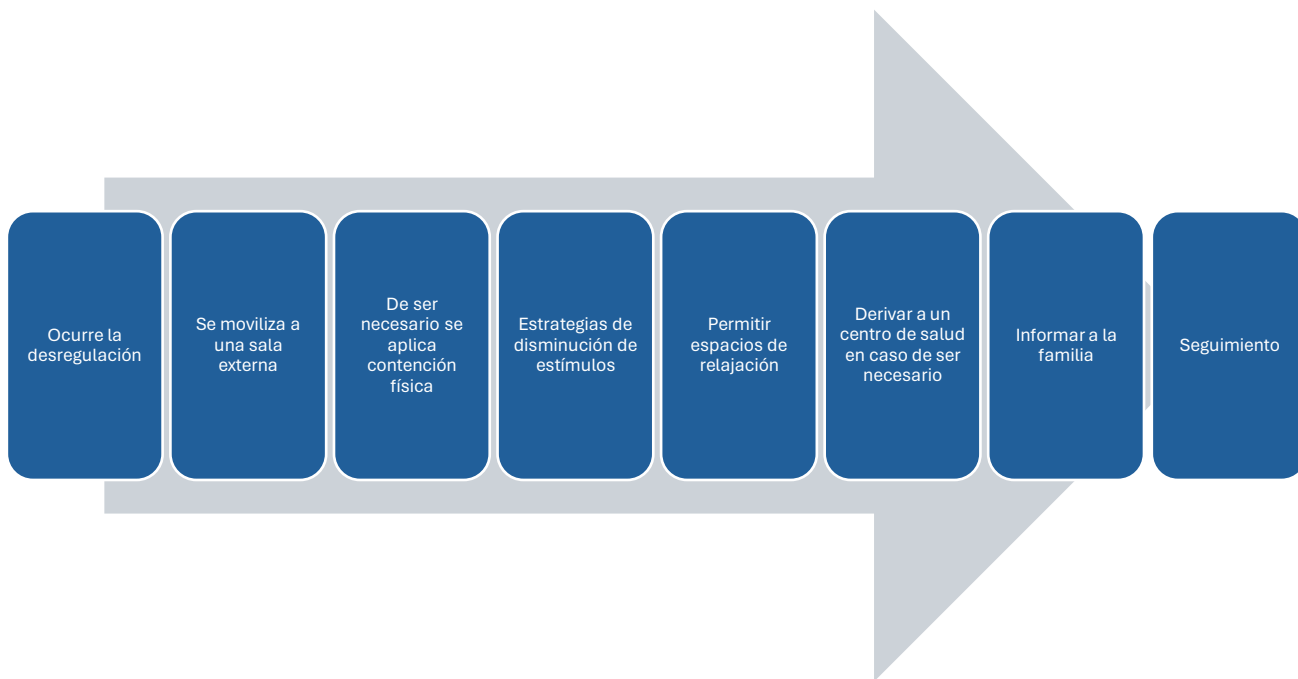 Ocurre la
desregulación
Se moviliza a
una sala
externa
De ser
necesario se
aplica
contención
física
Estrategias de
disminución de
estímulos
Permitir
espacios de
relajación
Derivar a un
centro de salud
en caso de ser
necesario
Informar a la
familia
Seguimiento